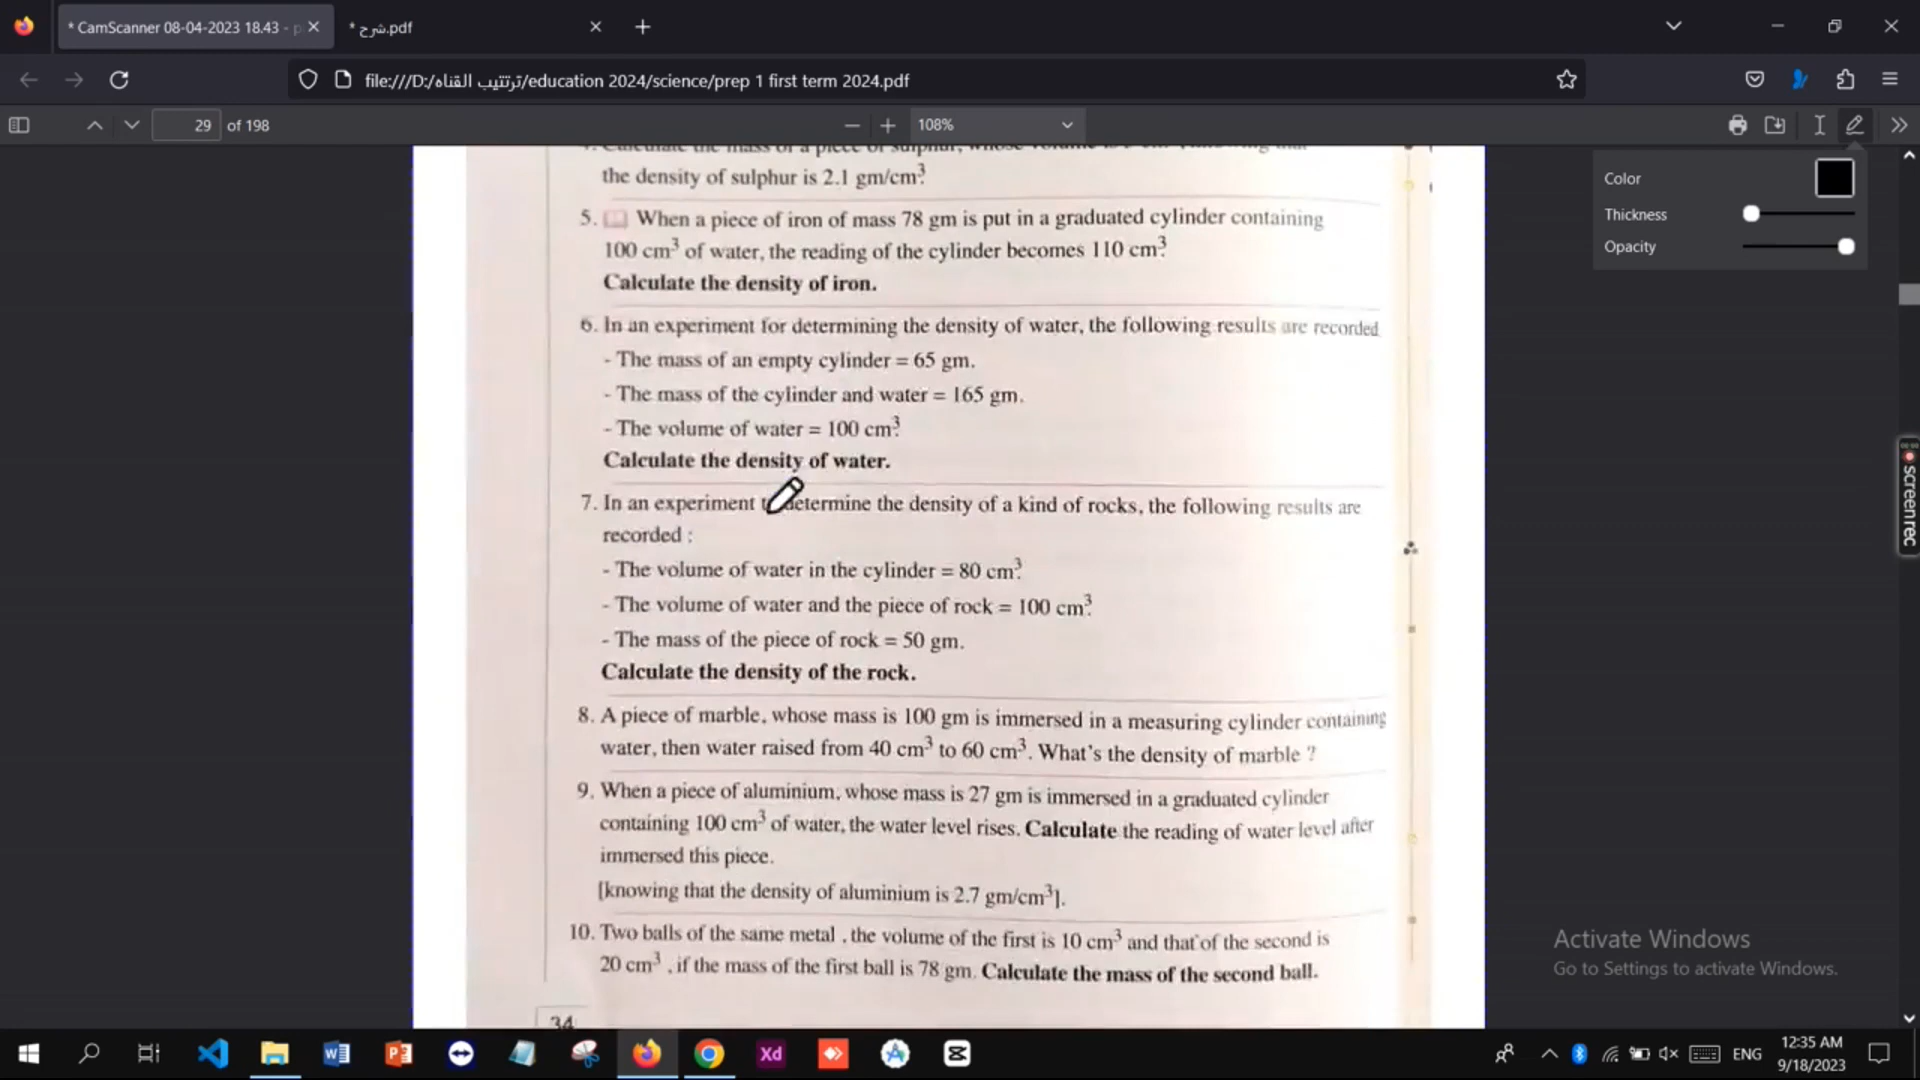 * CamScanner 08-04-2023 18.43 - p
* شرح.pdf
file:///D:/ترتتيب القناه/education 2024/science/prep 1 first term 2024.pdf
29 of 198
108%
Color
Thickness
Opacity
Calculate the mass of a piece of sulphur, whose volume is
the density of sulphur is 2.1 gm/cm³.
5. When a piece of iron of mass 78 gm is put in a graduated cylinder containing
100 cm³ of water, the reading of the cylinder becomes 110 cm³.
Calculate the density of iron.
6. In an experiment for determining the density of water, the following results are recorded
- The mass of an empty cylinder = 65 gm.
- The mass of the cylinder and water = 165 gm.
- The volume of water = 100 cm³.
Calculate the density of water.
7. In an experiment determine the density of a kind of rocks, the following results are
recorded :
- The volume of water in the cylinder = 80 cm³.
- The volume of water and the piece of rock = 100 cm³.
- The mass of the piece of rock = 50 gm.
Calculate the density of the rock.
8. A piece of marble, whose mass is 100 gm is immersed in a measuring cylinder containing
water, then water raised from 40 cm³ to 60 cm³. What's the density of marble ?
9. When a piece of aluminium, whose mass is 27 gm is immersed in a graduated cylinder
containing 100 cm³ of water, the water level rises. Calculate the reading of water level after
immersed this piece.
[knowing that the density of aluminium is 2.7 gm/cm³].
10. Two balls of the same metal , the volume of the first is 10 cm³ and that of the second is
20 cm³ , if the mass of the first ball is 78 gm. Calculate the mass of the second ball.
34
screenrec
Activate Windows
Go to Settings to activate Windows.
Xd
ENG
12:35 AM
9/18/2023